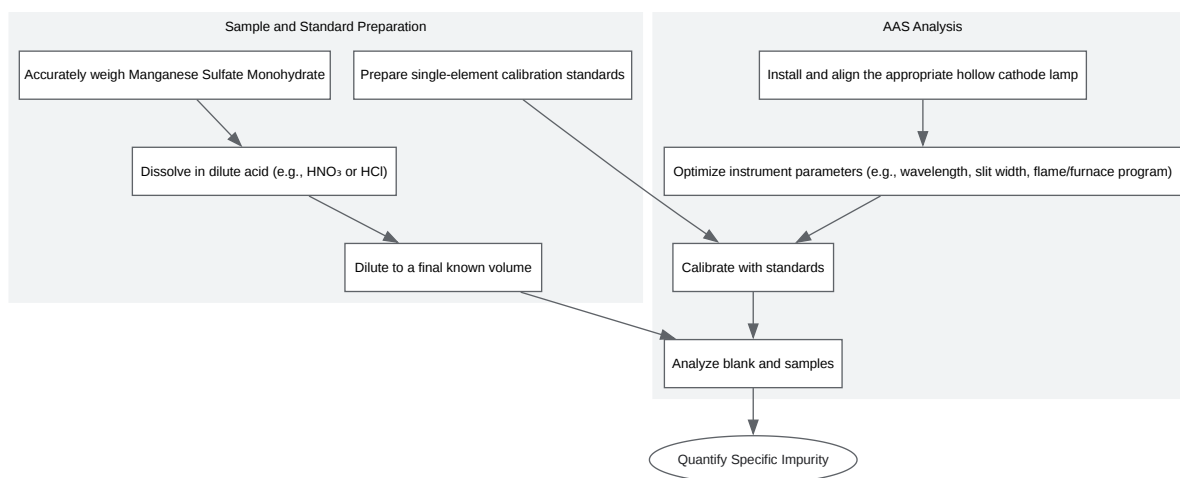 Sample and Standard Preparation
AAS Analysis
Accurately weigh Manganese Sulfate Monohydrate
Prepare single-element calibration standards
Install and align the appropriate hollow cathode lamp
Dissolve in dilute acid (e.g., HNO₃ or HCl)
Optimize instrument parameters (e.g., wavelength, slit width, flame/furnace program)
Dilute to a final known volume
Calibrate with standards
Analyze blank and samples
Quantify Specific Impurity